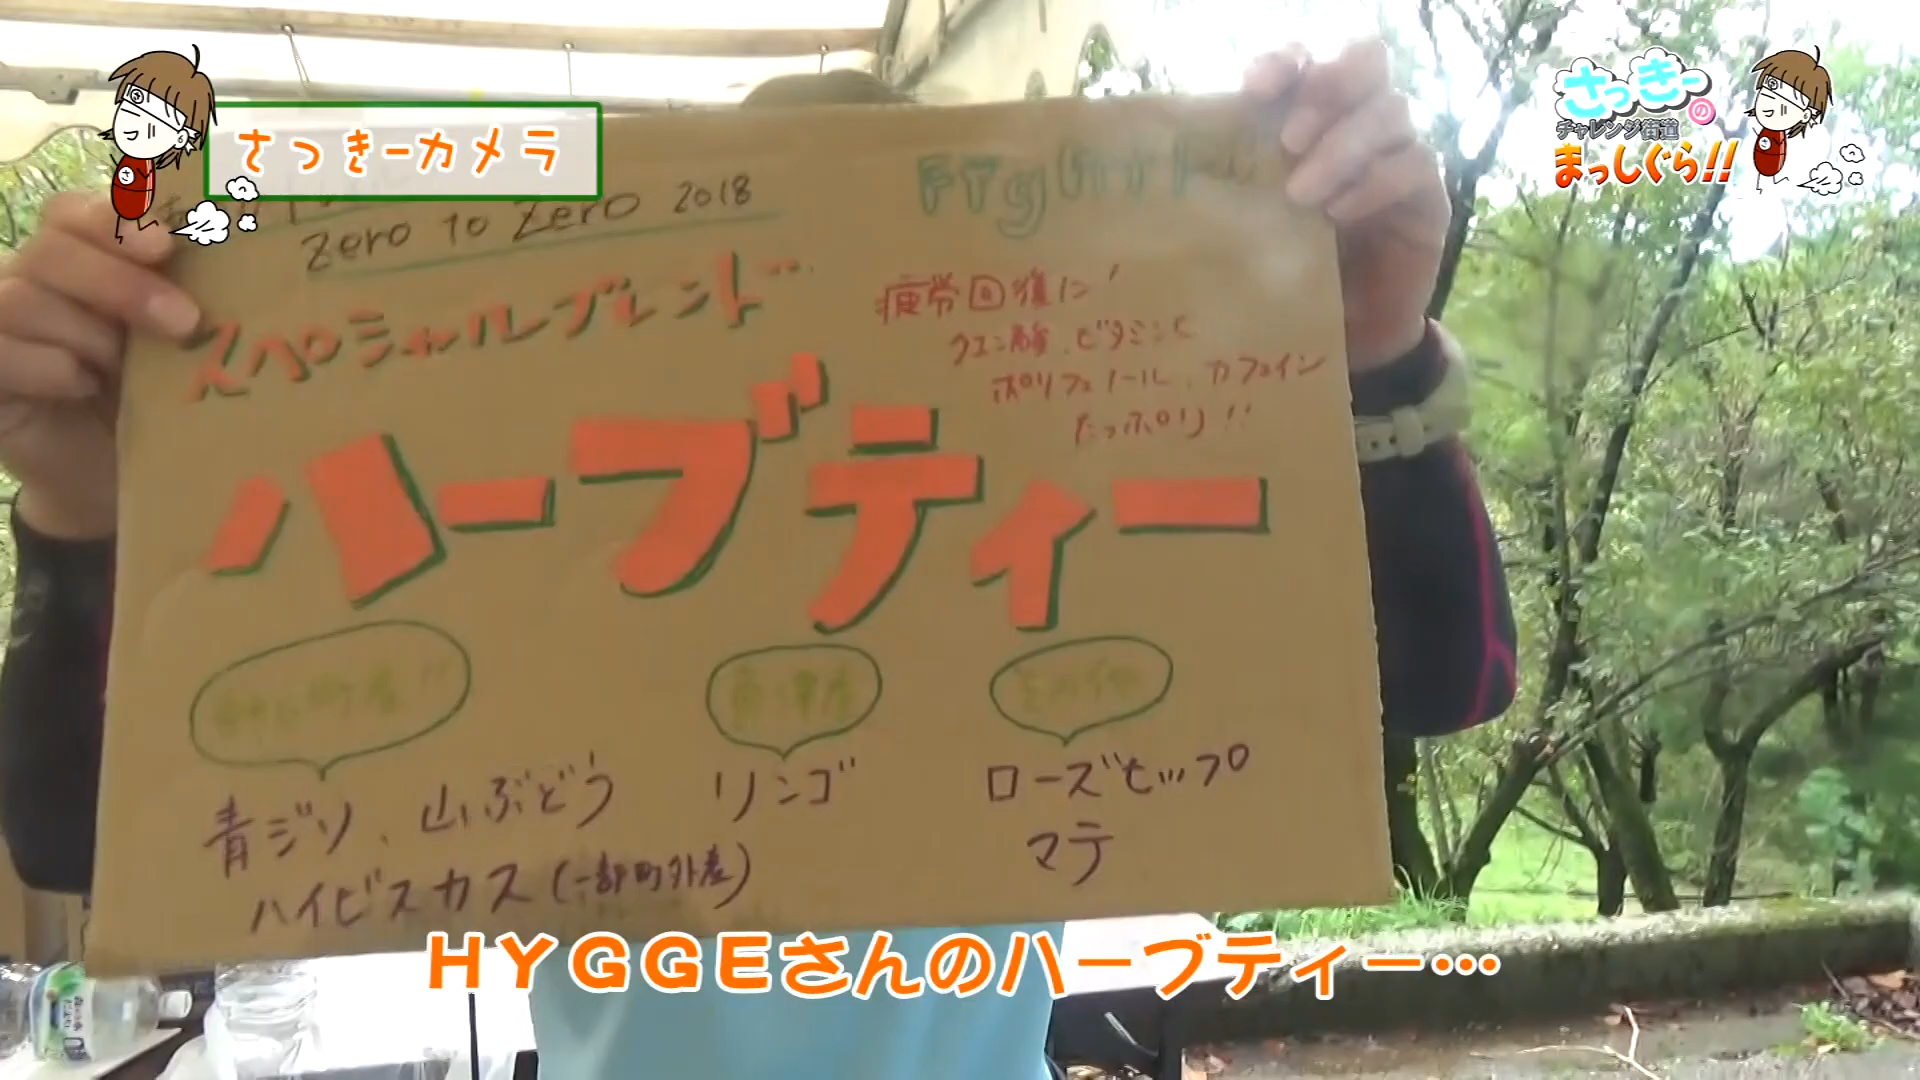 さっきーカメラ
さっきーの
チャレンジ街道
まっしぐら!!
Zero to Zero 2018
スペシャルブレンド
疲労回復に!
クエン酸、ビタミンC
ポリフェノール、カフェイン
たっぷり!!
ハーブティー
青ジソ、山ぶどう
ハイビスカス(一部町外産)
リンゴ
ローズヒップ
マテ
HYGGEさんのハーブティー…